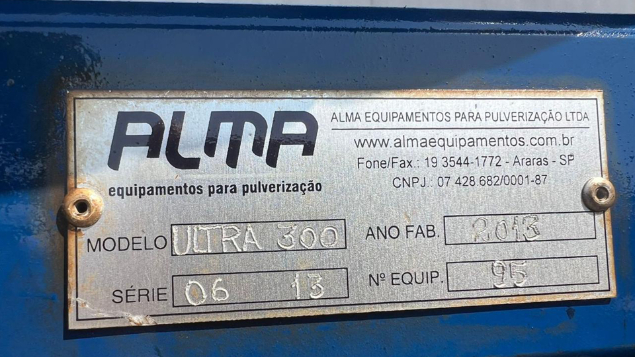 ALMA
equipamentos para pulverização
ALMA EQUIPAMENTOS PARA PULVERIZAÇÃO LTDA
www.almaequipamentos.com.br
Fone/Fax.: 19 3544-1772 - Araras - SP
CNPJ.: 07 428.682/0001-87
MODELO ULTRA 300 ANO FAB. 2013
SÉRIE 06 13 Nº EQUIP. 95